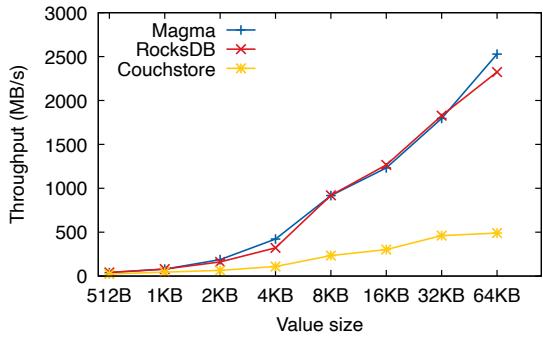 Throughput (MB/s)
3000
2500
2000
1500
1000
500
0
Magma
RocksDB
Couchstore
512B 1KB 2KB 4KB 8KB 16KB 32KB 64KB
Value size